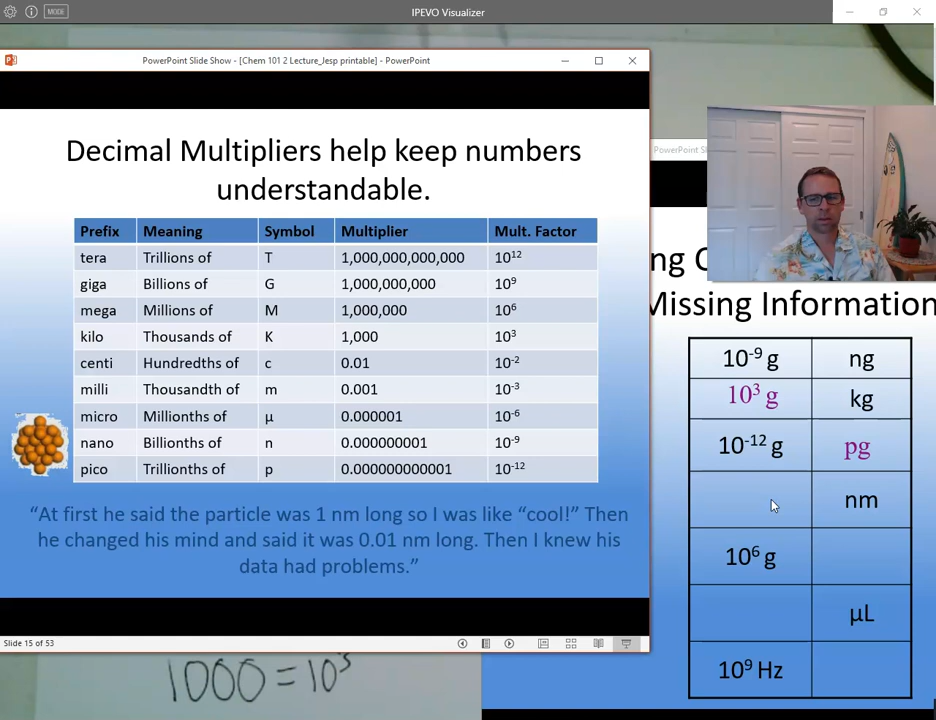 MODE
IPEVO Visualizer
PowerPoint Slide Show - [Chem 101 2 Lecture_Jesp printable] - PowerPoint
Decimal Multipliers help keep numbers
understandable.
Prefix Meaning Symbol Multiplier Mult. Factor
tera Trillions of T 1,000,000,000,000 10¹²
giga Billions of G 1,000,000,000 10⁹
mega Millions of M 1,000,000 10⁶
kilo Thousands of K 1,000 10³
centi Hundredths of c 0.01 10⁻²
milli Thousandth of m 0.001 10⁻³
micro Millionths of µ 0.000001 10⁻⁶
nano Billionths of n 0.000000001 10⁻⁹
pico Trillionths of p 0.000000000001 10⁻¹²
“At first he said the particle was 1 nm long so I was like “cool!” Then
he changed his mind and said it was 0.01 nm long. Then I knew his
data had problems.”
Slide 15 of 53
1000 = 10³
PowerPoint Sl
ng
Missing Information
10⁻⁹ g ng
10³ g kg
10⁻¹² g pg
nm
10⁶ g
µL
10⁹ Hz